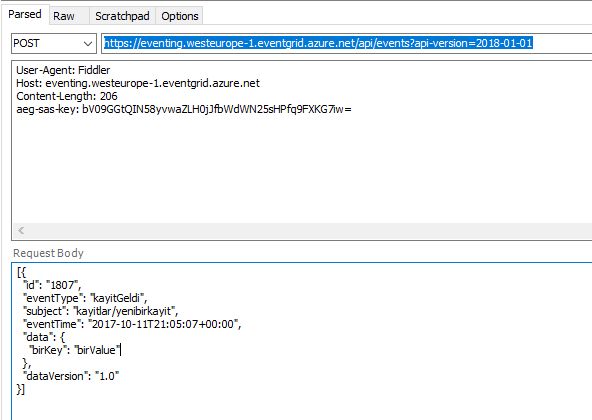 Parsed Raw Scratchpad Options
POST https://eventing.westeurope-1.eventgrid.azure.net/api/events?api-version=2018-01-01
User-Agent: Fiddler
Host: eventing.westeurope-1.eventgrid.azure.net
Content-Length: 206
aeg-sas-key: bV09GGtQIN58yvwaZLH0jJfbWdWN25sHPfq9FXKG7iw=
Request Body
[{
"id": "1807",
"eventType": "kayitGeldi",
"subject": "kayitlar/yenibirkayit",
"eventTime": "2017-10-11T21:05:07+00:00",
"data": {
"birKey": "birValue"
},
"dataVersion": "1.0"
}]